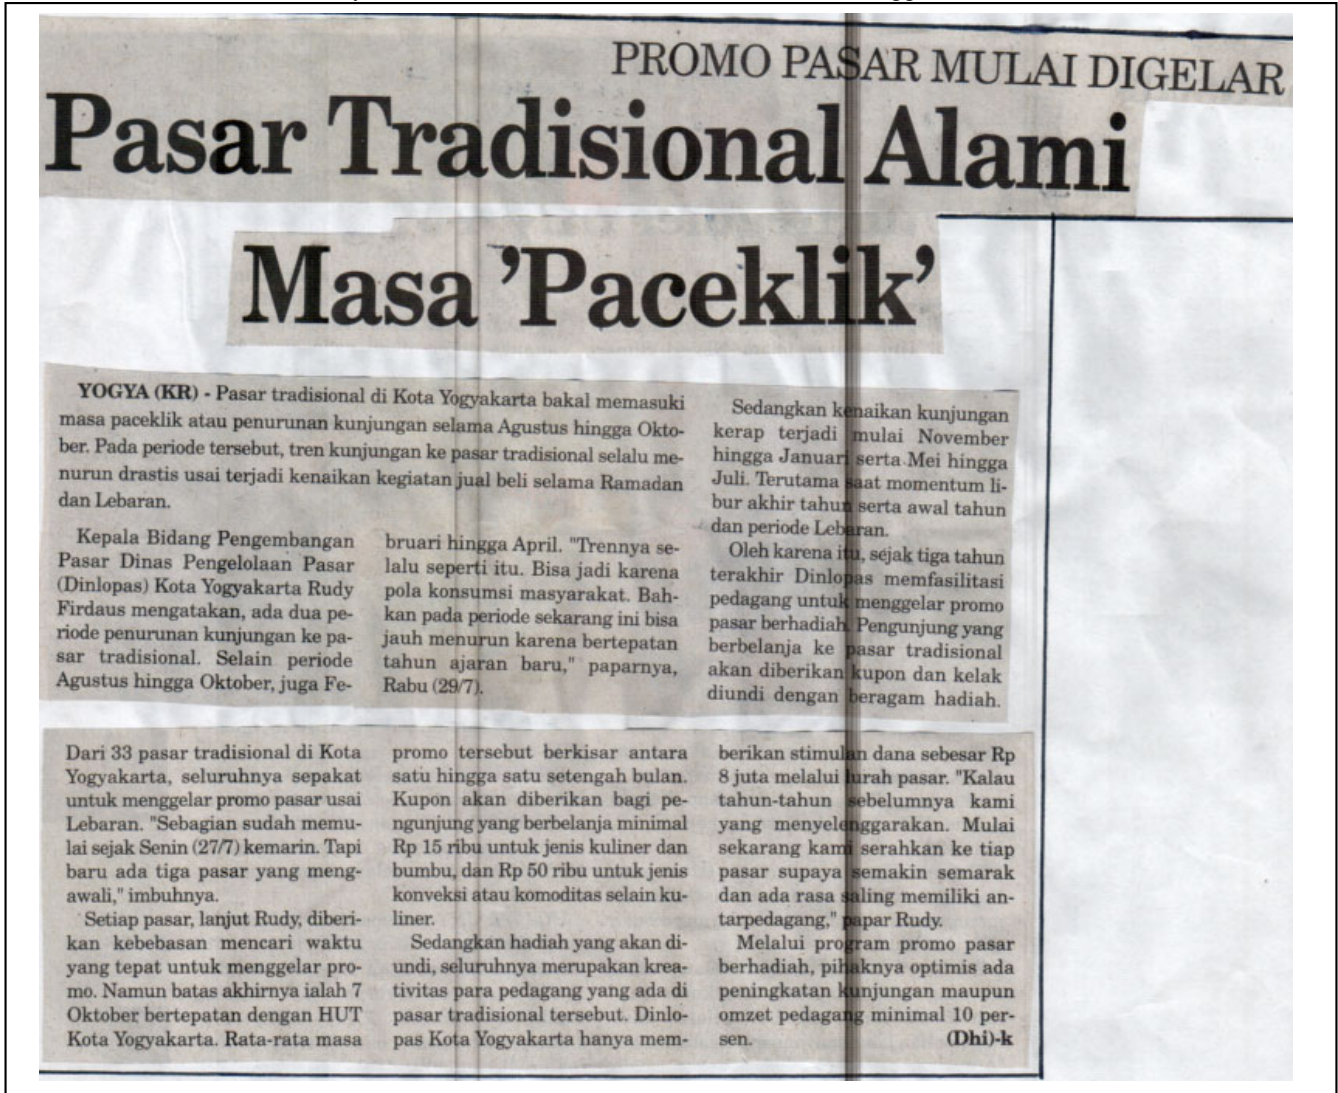 PROMO PASAR MULAI DIGELAR
Pasar Tradisional Alami
Masa 'Paceklik'
YOGYA (KR) - Pasar tradisional di Kota Yogyakarta bakal memasuki
masa paceklik atau penurunan kunjungan selama Agustus hingga Okto-
ber. Pada periode tersebut, tren kunjungan ke pasar tradisional selalu me-
nurun drastis usai terjadi kenaikan kegiatan jual beli selama Ramadan
dan Lebaran.
Kepala Bidang Pengembangan
Pasar Dinas Pengelolaan Pasar
(Dinlopas) Kota Yogyakarta Rudy
Firdaus mengatakan, ada dua pe-
riode penurunan kunjungan ke pa-
sar tradisional. Selain periode
Agustus hingga Oktober, juga Fe-
bruari hingga April. "Trennya se-
lalu seperti itu. Bisa jadi karena
pola konsumsi masyarakat. Bah-
kan pada periode sekarang ini bisa
jauh menurun karena bertepatan
tahun ajaran baru," paparnya,
Rabu (29/7).
Sedangkan kenaikan kunjungan
kerap terjadi mulai November
hingga Januari serta Mei hingga
Juli. Terutama saat momentum li-
bur akhir tahun serta awal tahun
dan periode Lebaran.
Oleh karena itu, sejak tiga tahun
terakhir Dinlopas memfasilitasi
pedagang untuk menggelar promo
pasar berhadiah. Pengunjung yang
berbelanja ke pasar tradisional
akan diberikan kupon dan kelak
diundi dengan beragam hadiah.
Dari 33 pasar tradisional di Kota
Yogyakarta, seluruhnya sepakat
untuk menggelar promo pasar usai
Lebaran. "Sebagian sudah memu-
lai sejak Senin (27/7) kemarin. Tapi
baru ada tiga pasar yang meng-
awali," imbuhnya.
Setiap pasar, lanjut Rudy, diberi-
kan kebebasan mencari waktu
yang tepat untuk menggelar pro-
mo. Namun batas akhirnya ialah 7
Oktober bertepatan dengan HUT
Kota Yogyakarta. Rata-rata masa
promo tersebut berkisar antara
satu hingga satu setengah bulan.
Kupon akan diberikan bagi pe-
ngunjung yang berbelanja minimal
Rp 15 ribu untuk jenis kuliner dan
bumbu, dan Rp 50 ribu untuk jenis
konveksi atau komoditas selain ku-
liner.
Sedangkan hadiah yang akan di-
undi, seluruhnya merupakan krea-
tivitas para pedagang yang ada di
pasar tradisional tersebut. Dinlo-
pas Kota Yogyakarta hanya mem-
berikan stimulan dana sebesar Rp
8 juta melalui lurah pasar. "Kalau
tahun-tahun sebelumnya kami
yang menyelenggarakan. Mulai
sekarang kami serahkan ke tiap
pasar supaya semakin semarak
dan ada rasa saling memiliki an-
tarpedagang," papar Rudy.
Melalui program promo pasar
berhadiah, pihaknya optimis ada
peningkatan kunjungan maupun
omzet pedagang minimal 10 per-
sen. (Dhi)-k